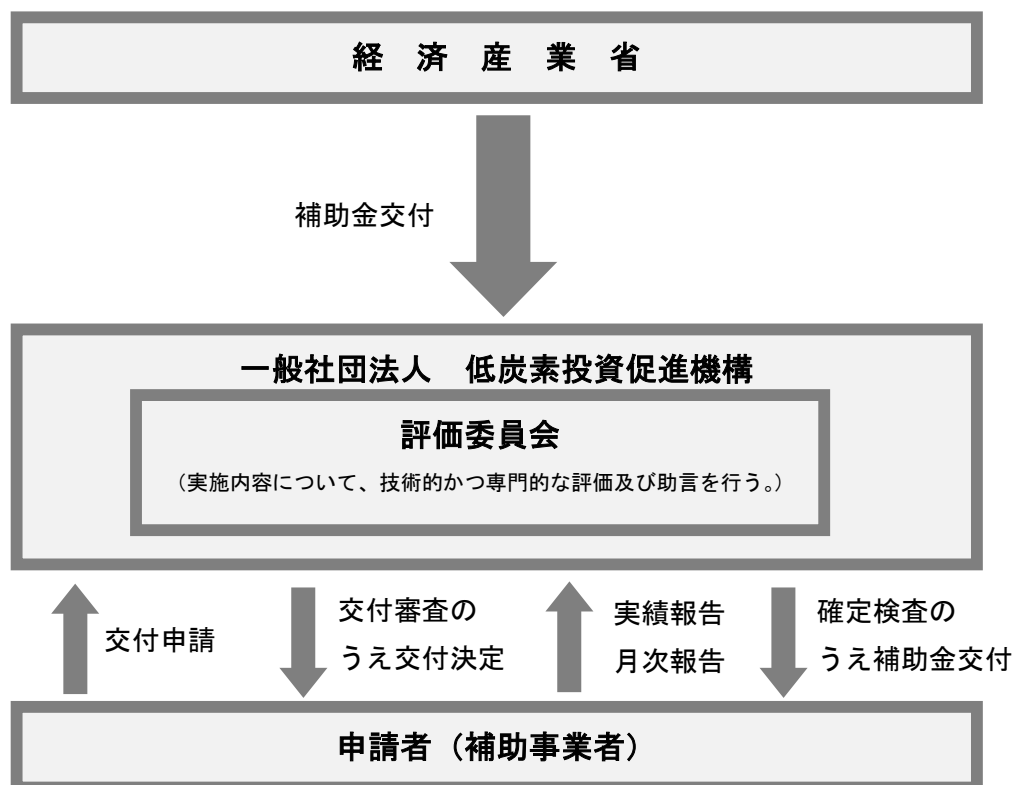 経 済 産 業 省
補助金交付
一般社団法人　低炭素投資促進機構
評価委員会
（実施内容について、技術的かつ専門的な評価及び助言を行う。）
交付申請
交付審査の
うえ交付決定
実績報告
月次報告
確定検査の
うえ補助金交付
申請者（補助事業者）